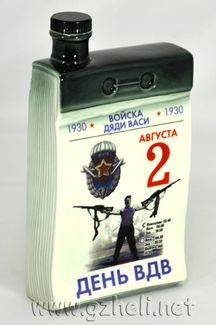 ВОЙСКА
1930 ★ ДЯДИ ВАСИ ★ 1930
АВГУСТА
2
ДЕНЬ ВДВ
www.gzheli.net